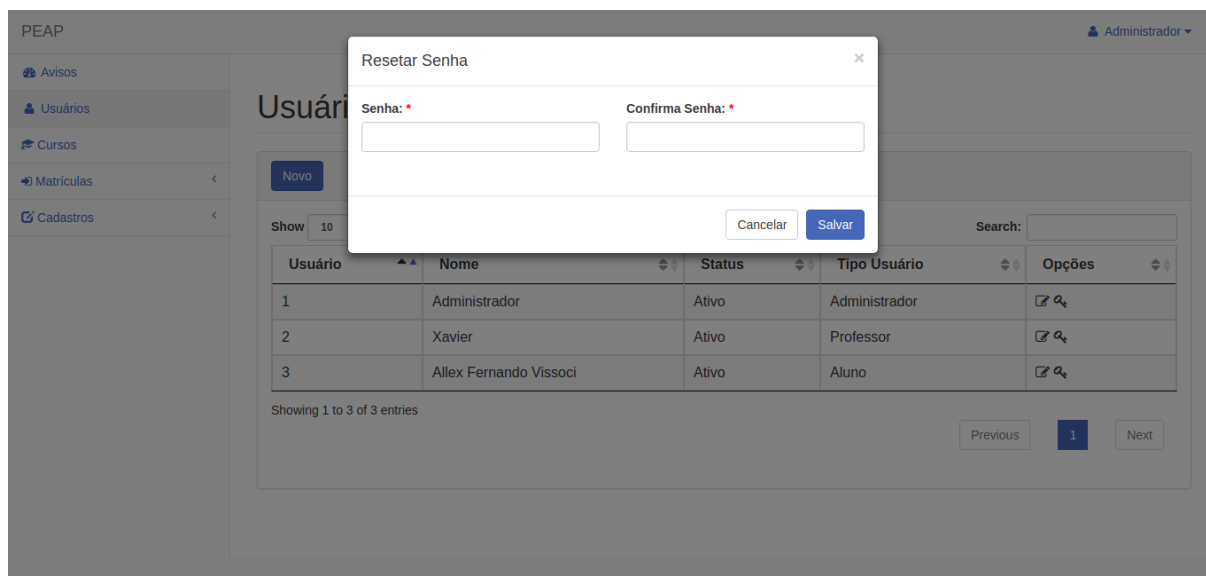 PEAP
Administrador
Avisos
Usuários
Cursos
Matrículas
Cadastros
Usuári
Resetar Senha
×
Senha: *
Confirma Senha: *
Cancelar
Salvar
Novo
Show 10
Search:
Usuário Nome Status Tipo Usuário Opções
1 Administrador Ativo Administrador
2 Xavier Ativo Professor
3 Allex Fernando Vissoci Ativo Aluno
Showing 1 to 3 of 3 entries
Previous 1 Next